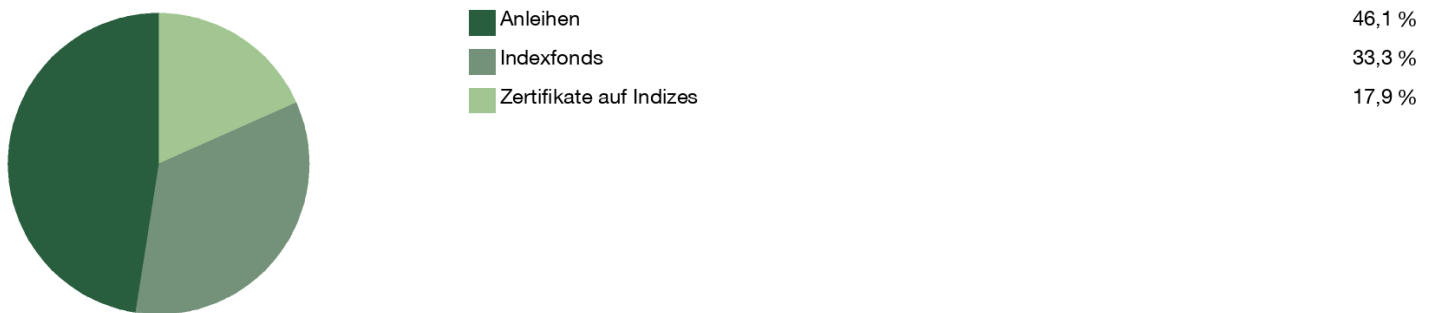 Anleihen 46,1 %
Indexfonds 33,3 %
Zertifikate auf Indizes 17,9 %